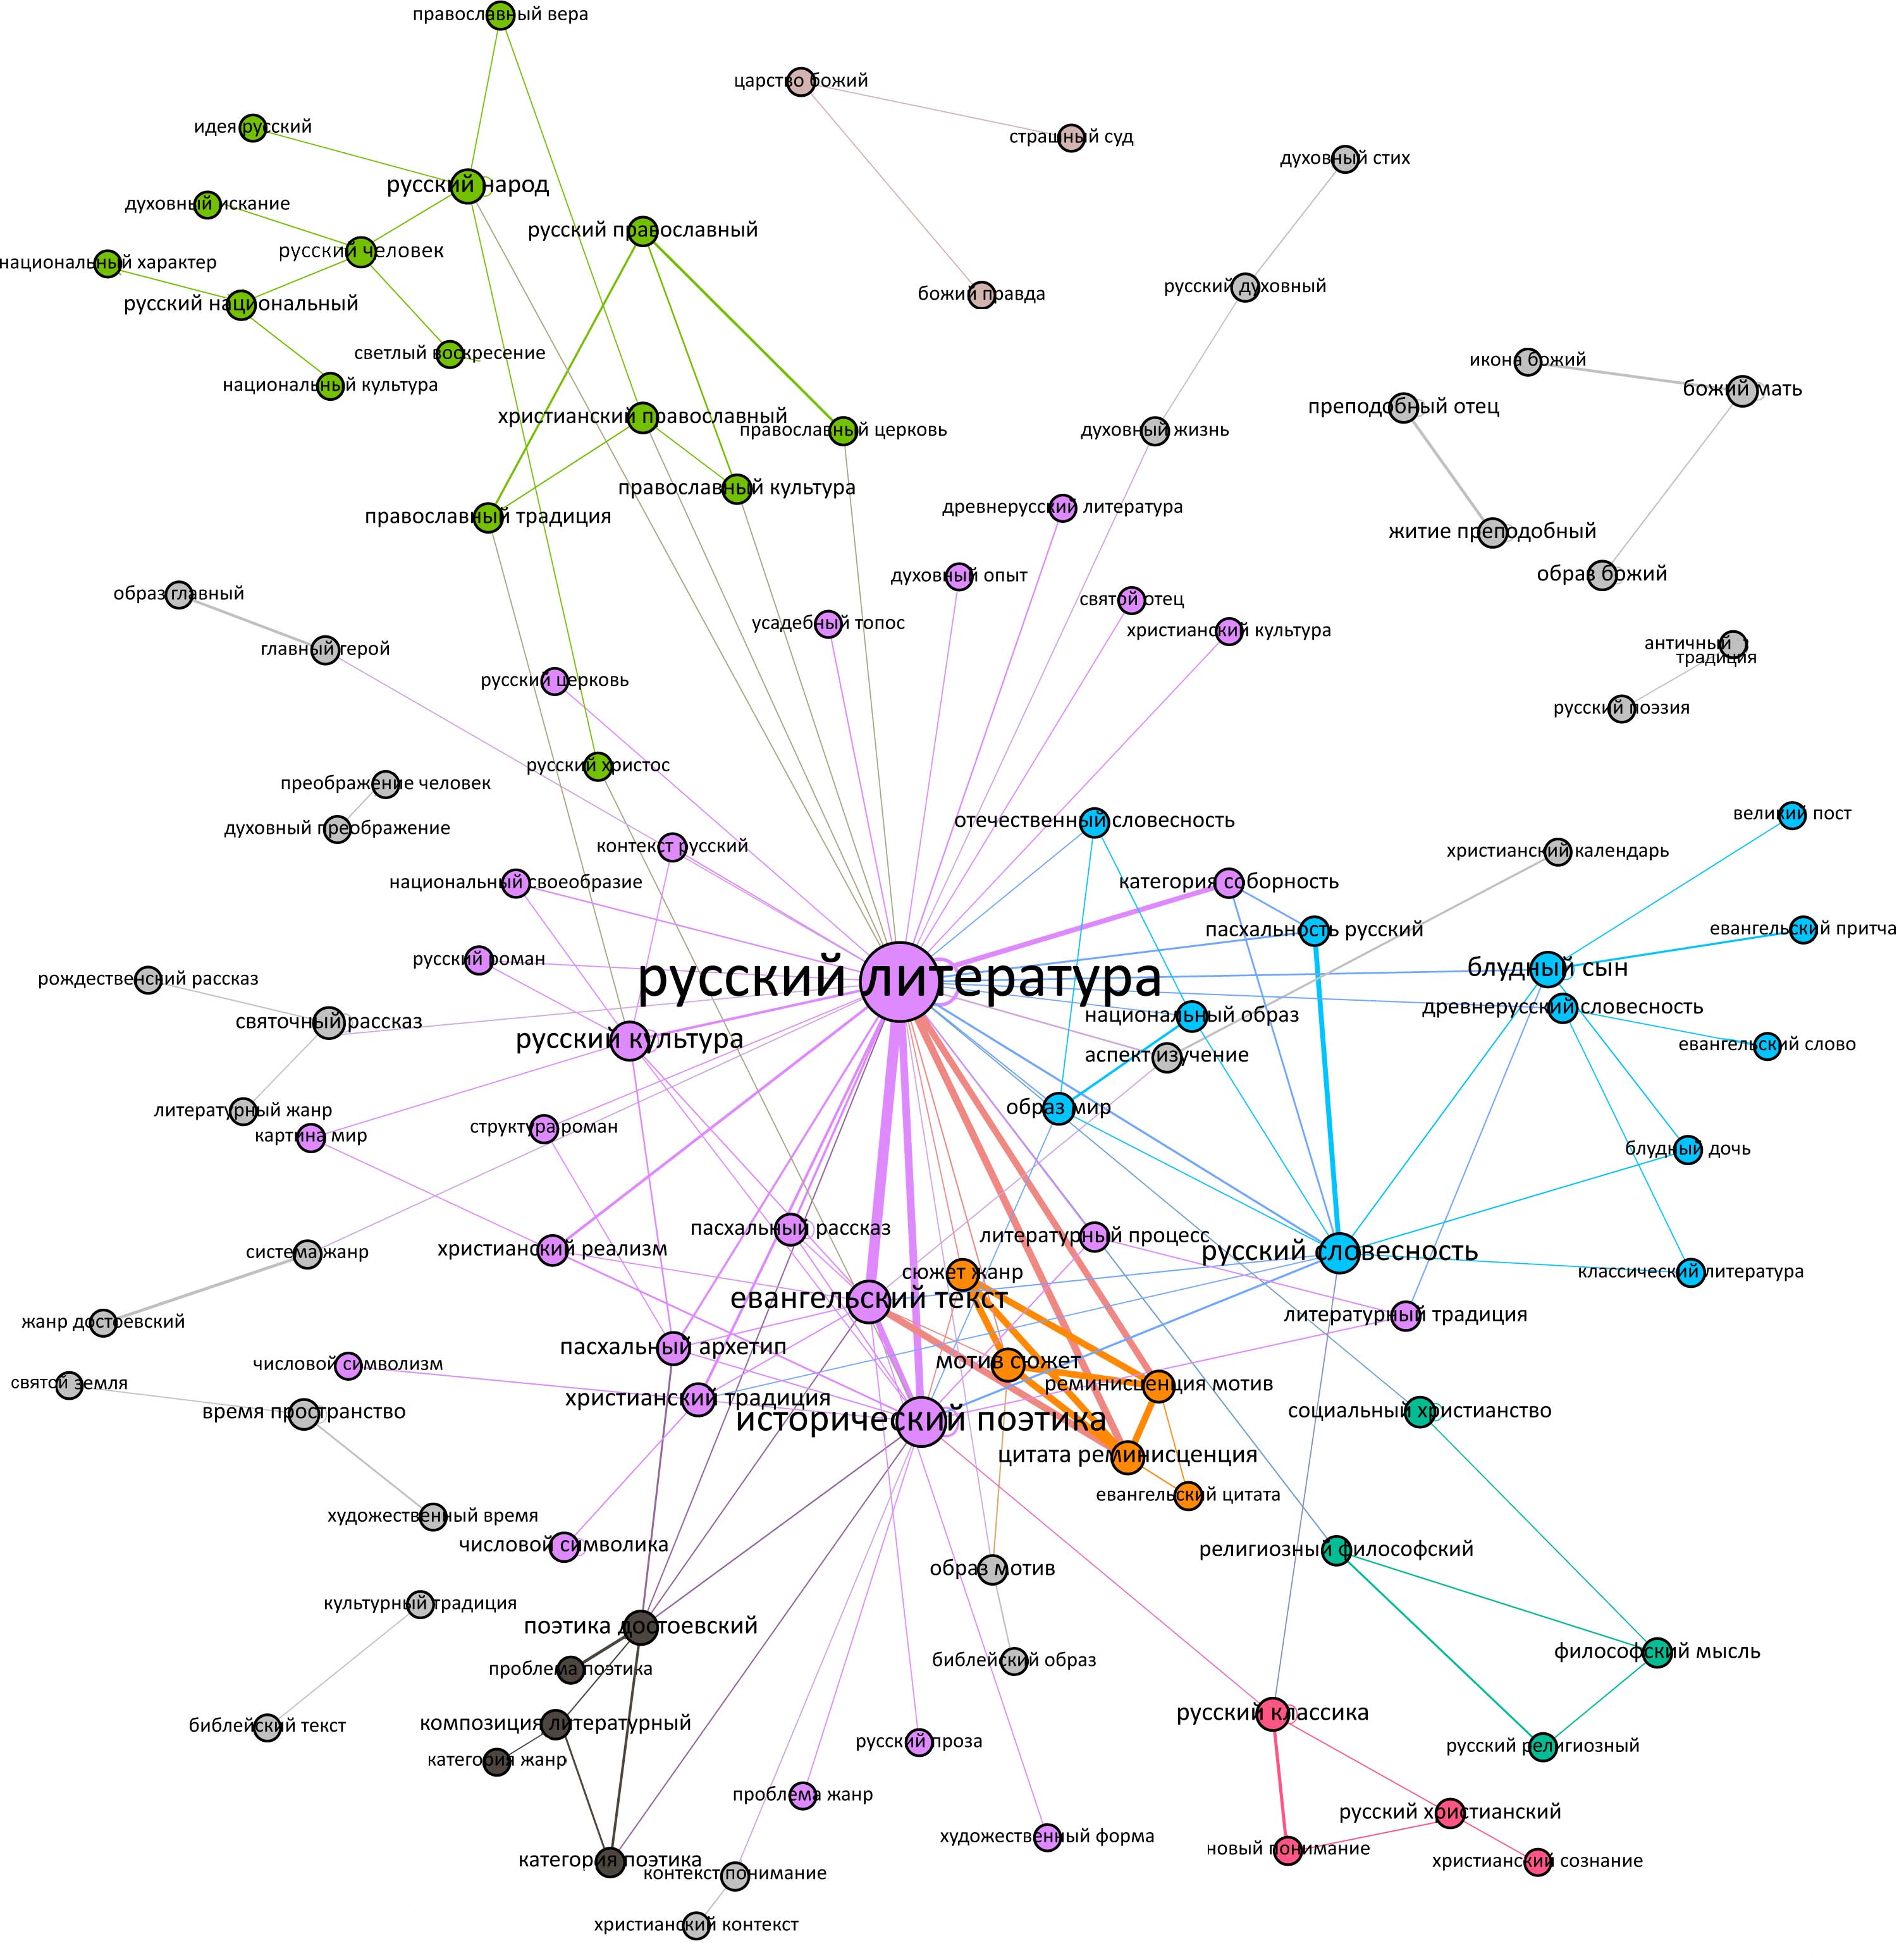 православный вера
царство божий
идея русский
страшный суд
духовный стих
русский народ
духовный искание
русский православный
русский человек
национальный характер
русский духовный
божий правда
русский национальный
светлый воскресение
икона божий
национальный культура
божий мать
преподобный отец
христианский православный
православный церковь
духовный жизнь
православный культура
древнерусский литература
православный традиция
житие преподобный
образ божий
духовный опыт
образ главный
святой отец
усадебный топос
христианский культура
античный
традиция
главный герой
русский церковь
русский поэзия
русский христос
преображение человек
великий пост
отечественный словесность
духовный преображение
контекст русский
христианский календарь
национальный своеобразие
категория соборность
пасхальность русский
евангельский притча
русский роман
блудный сын
русский литература
рождественский рассказ
древнерусский словесность
национальный образ
святочный рассказ
русский культура
евангельский слово
аспект изучение
образ мир
литературный жанр
структура роман
картина мир
блудный дочь
пасхальный рассказ
литературный процесс
христианский реализм
система жанр
русский словесность
сюжет жанр
классический литература
евангельский текст
литературный традиция
жанр достоевский
пасхальный архетип
мотив сюжет
числовой символизм
святой земля
реминисценция мотив
христианский традиция
время пространство
социальный христианство
исторический поэтика
цитата реминисценция
евангельский цитата
художественный время
числовой символика
религиозный философский
образ мотив
культурный традиция
поэтика достоевский
философский мысль
библейский образ
проблема поэтика
русский классика
композиция литературный
библейский текст
русский проза
русский религиозный
категория жанр
проблема жанр
русский христианский
художественный форма
новый понимание
категория поэтика
христианский сознание
контекст понимание
христианский контекст